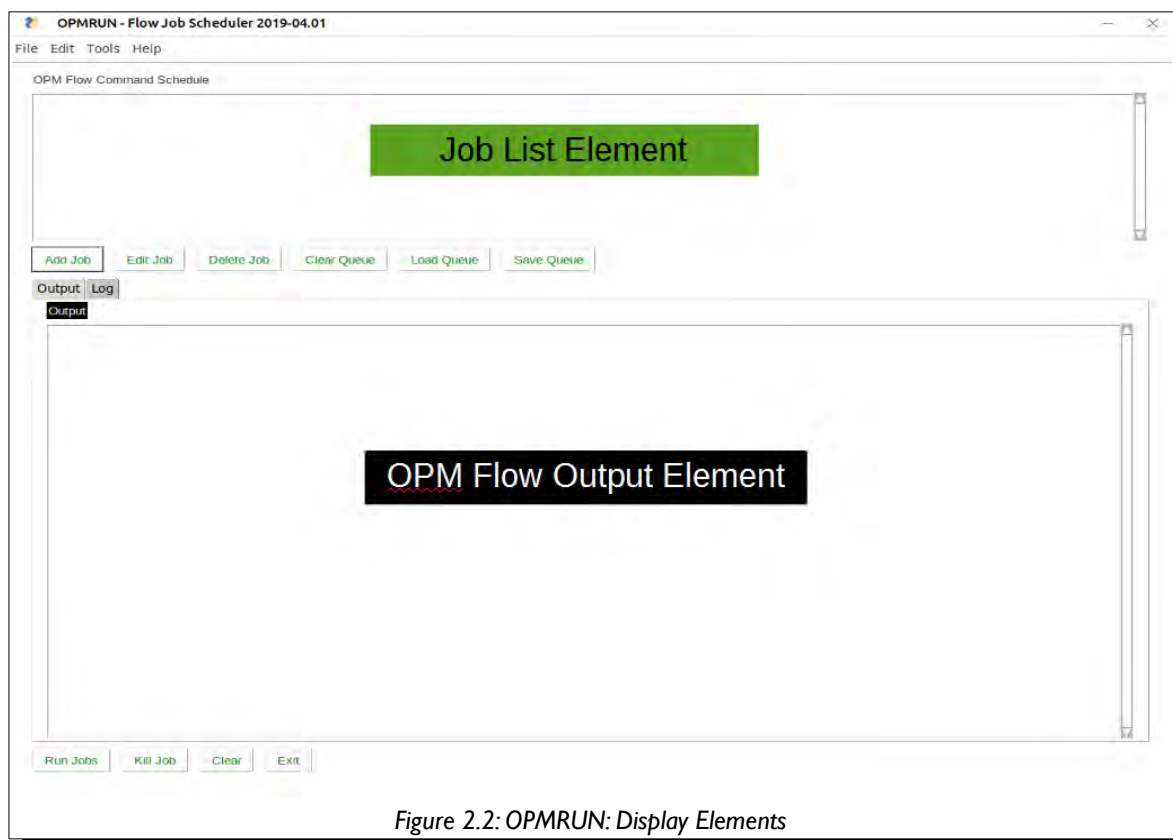 OPMRUN - Flow Job Scheduler 2019-04.01
File Edit Tools Help
OPM Flow Command Schedule
Job List Element
Add Job Edit Job Delete Job Clear Queue Load Queue Save Queue
Output Log
Output
OPM Flow Output Element
Run Jobs Kill Job Clear Exit
Figure 2.2: OPMRUN: Display Elements